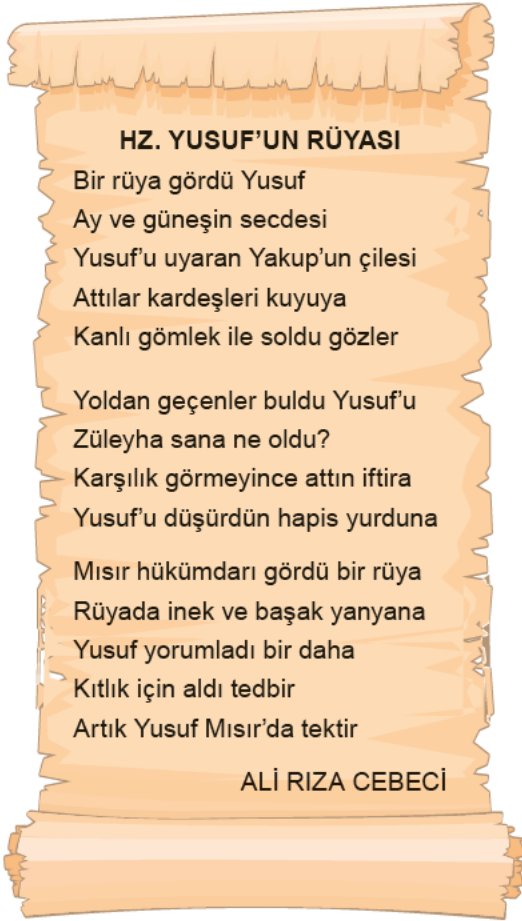 HZ. YUSUF’UN RÜYASI
Bir rüya gördü Yusuf
Ay ve güneşin secdesi
Yusuf’u uyaran Yakup’un çilesi
Attılar kardeşleri kuyuya
Kanlı gömlek ile soldu gözler
Yoldan geçenler buldu Yusuf’u
Züleyha sana ne oldu?
Karşılık görmeyince attın iftira
Yusuf’u düşürdün hapis yurduna
Mısır hükümdarı gördü bir rüya
Rüyada inek ve başak yanyana
Yusuf yorumladı bir daha
Kıtlık için aldı tedbir
Artık Yusuf Mısır’da tektir
ALİ RIZA CEBECİ